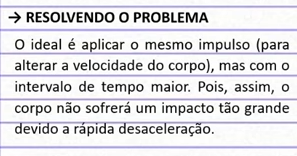 → RESOLVENDO O PROBLEMA
O ideal é aplicar o mesmo impulso (para
alterar a velocidade do corpo), mas com o
intervalo de tempo maior. Pois, assim, o
corpo não sofrerá um impacto tão grande
devido a rápida desaceleração.